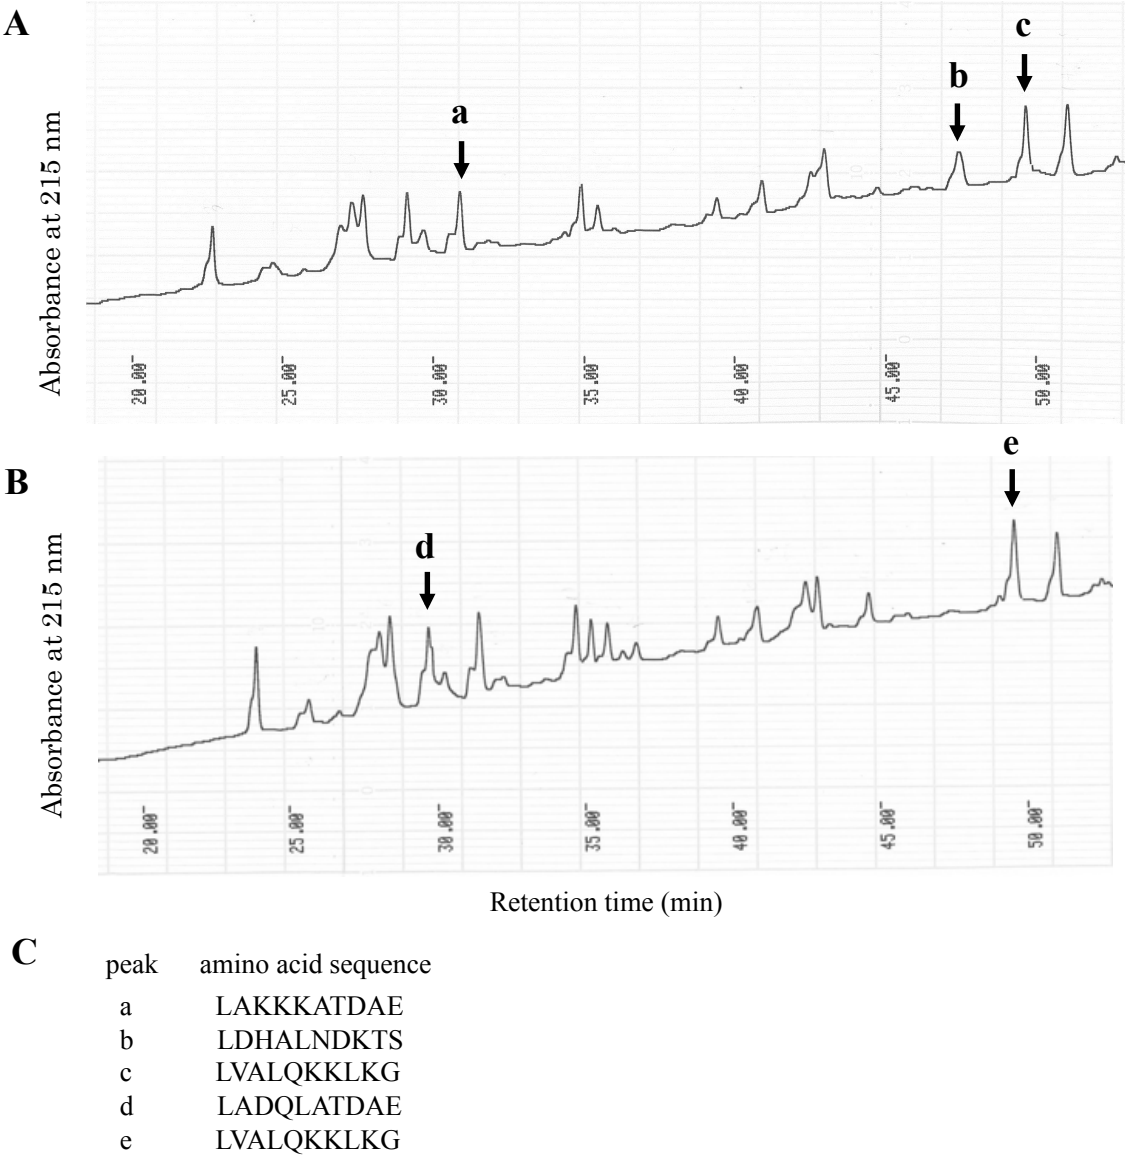 A
a
b
c
Absorbance at 215 nm
20.00
25.00
30.00
35.00
40.00
45.00
50.00
B
d
e
Absorbance at 215 nm
20.00
25.00
30.00
35.00
40.00
45.00
50.00
Retention time (min)
C
peak amino acid sequence
a LAKKKATDAE
b LDHALNDKTS
c LVALQKKLKG
d LADQLATDAE
e LVALQKKLKG